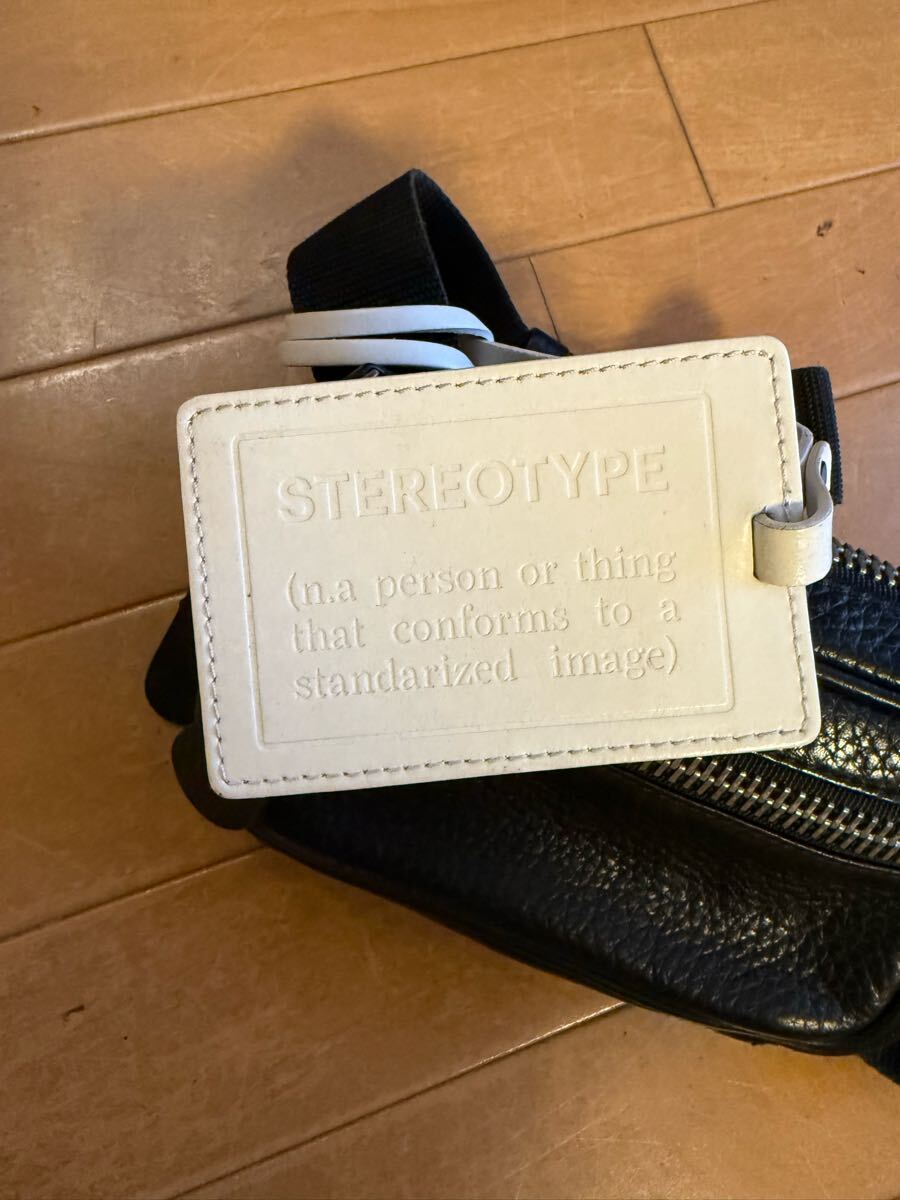 STEREOTYPE
(n.a person or thing
that conforms to a
standarized image)